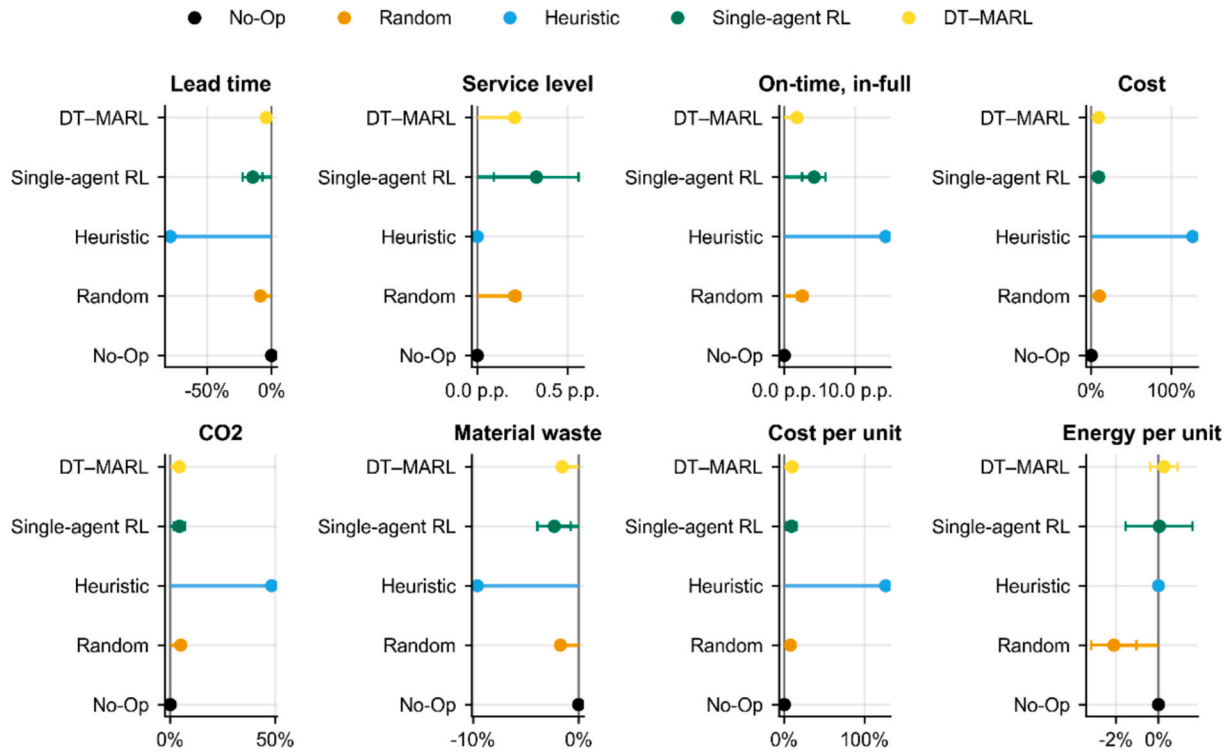 No-Op Random Heuristic Single-agent RL DT–MARL
Lead time
DT–MARL
Single-agent RL
Heuristic
Random
No-Op
-50% 0%
Service level
DT–MARL
Single-agent RL
Heuristic
Random
No-Op
0.0 p.p. 0.5 p.p.
On-time, in-full
DT–MARL
Single-agent RL
Heuristic
Random
No-Op
0.0 p.p. 10.0 p.p.
Cost
DT–MARL
Single-agent RL
Heuristic
Random
No-Op
0% 100%
CO2
DT–MARL
Single-agent RL
Heuristic
Random
No-Op
0% 50%
Material waste
DT–MARL
Single-agent RL
Heuristic
Random
No-Op
-10% 0%
Cost per unit
DT–MARL
Single-agent RL
Heuristic
Random
No-Op
0% 100%
Energy per unit
DT–MARL
Single-agent RL
Heuristic
Random
No-Op
-2% 0%